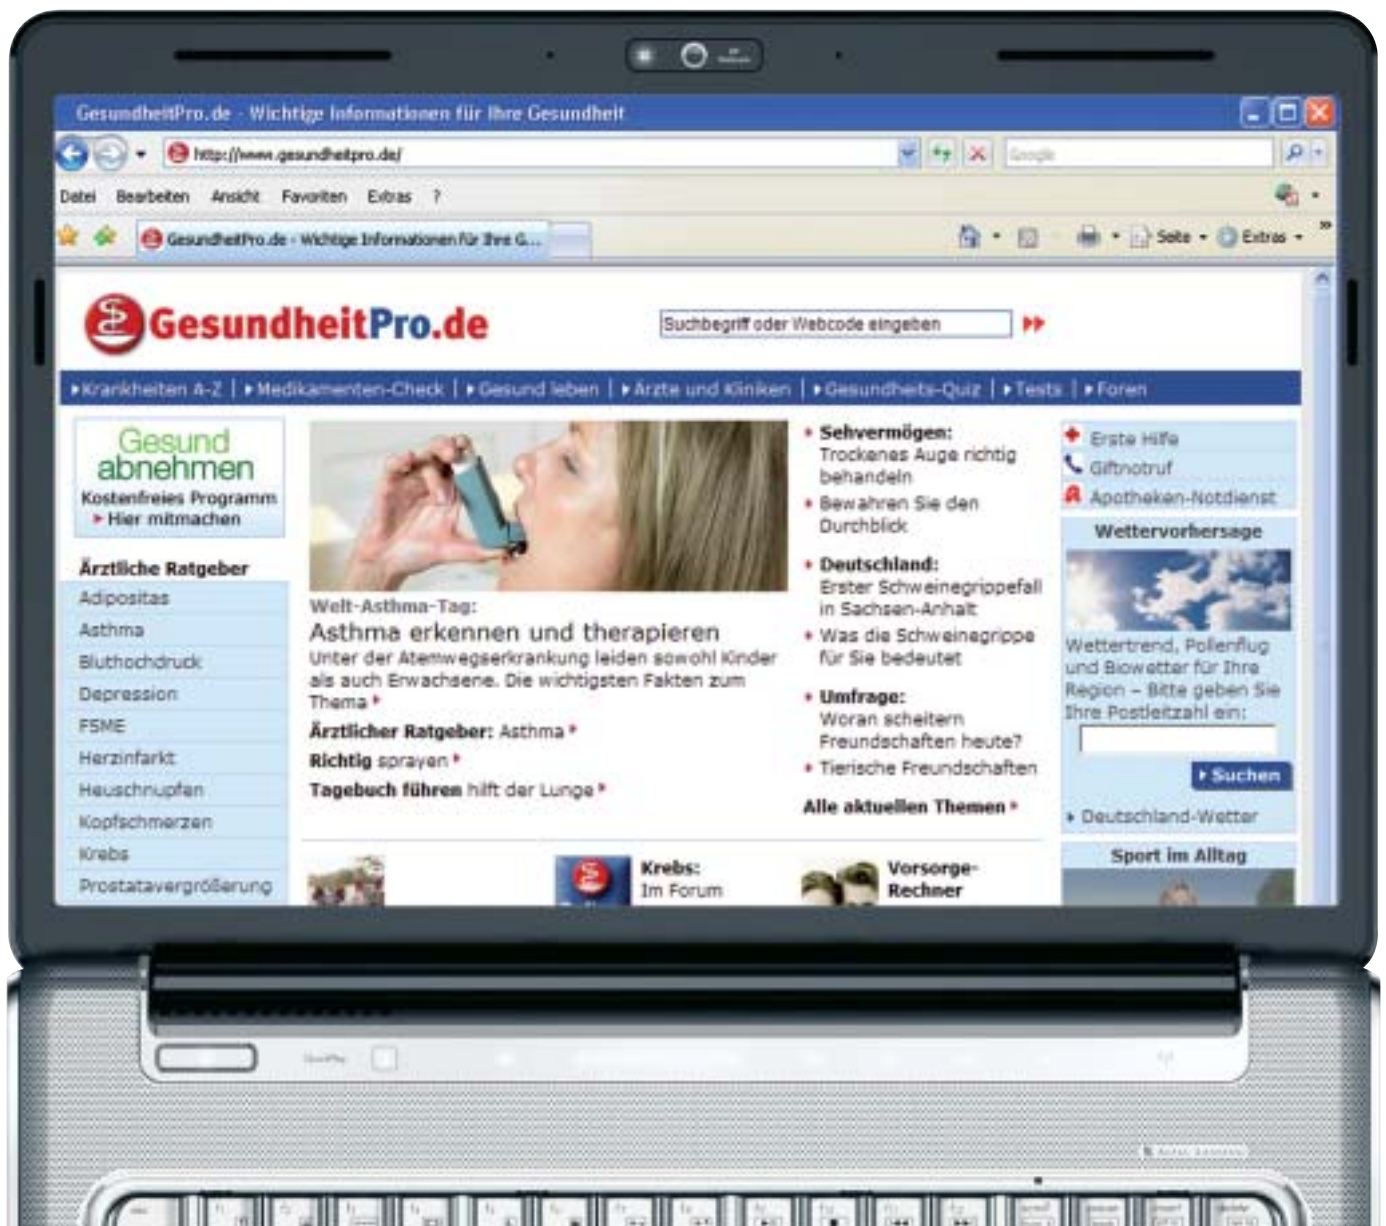 GesundheitPro.de - Wichtige Informationen für Ihre Gesundheit
http://www.gesundheitpro.de/
Google
Datei Bearbeiten Ansicht Favoriten Extras ?
GesundheitPro.de - Wichtige Informationen für Ihre G...
Seite
Extras
GesundheitPro.de
Suchbegriff oder Webcode eingeben
Krankheiten A-Z | Medikamenten-Check | Gesund leben | Ärzte und Kliniken | Gesundheits-Quiz | Tests | Foren
Gesund
abnehmen
Kostenfreies Programm
Hier mitmachen
Ärztliche Ratgeber
Adipositas
Asthma
Bluthochdruck
Depression
FSME
Herzinfarkt
Heuschnupfen
Kopfschmerzen
Krebs
Prostatavergrößerung
Welt-Asthma-Tag:
Asthma erkennen und therapieren
Unter der Atemwegserkrankung leiden sowohl Kinder
als auch Erwachsene. Die wichtigsten Fakten zum
Thema
Ärztlicher Ratgeber: Asthma
Richtig sprayen
Tagebuch führen hilft der Lunge
Sehvermögen:
Trockenes Auge richtig
behandeln
Bewahren Sie den
Durchblick
Deutschland:
Erster Schweinegrippefall
in Sachsen-Anhalt
Was die Schweinegrippe
für Sie bedeutet
Umfrage:
Woran scheitern
Freundschaften heute?
Tierische Freundschaften
Alle aktuellen Themen
Krebs:
Im Forum
Vorsorge-
Rechner
Erste Hilfe
Giftnotruf
Apotheken-Notdienst
Wettervorhersage
Wettertrend, Pollenflug
und Biowetter für Ihre
Region – Bitte geben Sie
Ihre Postleitzahl ein:
Suchen
Deutschland-Wetter
Sport im Alltag